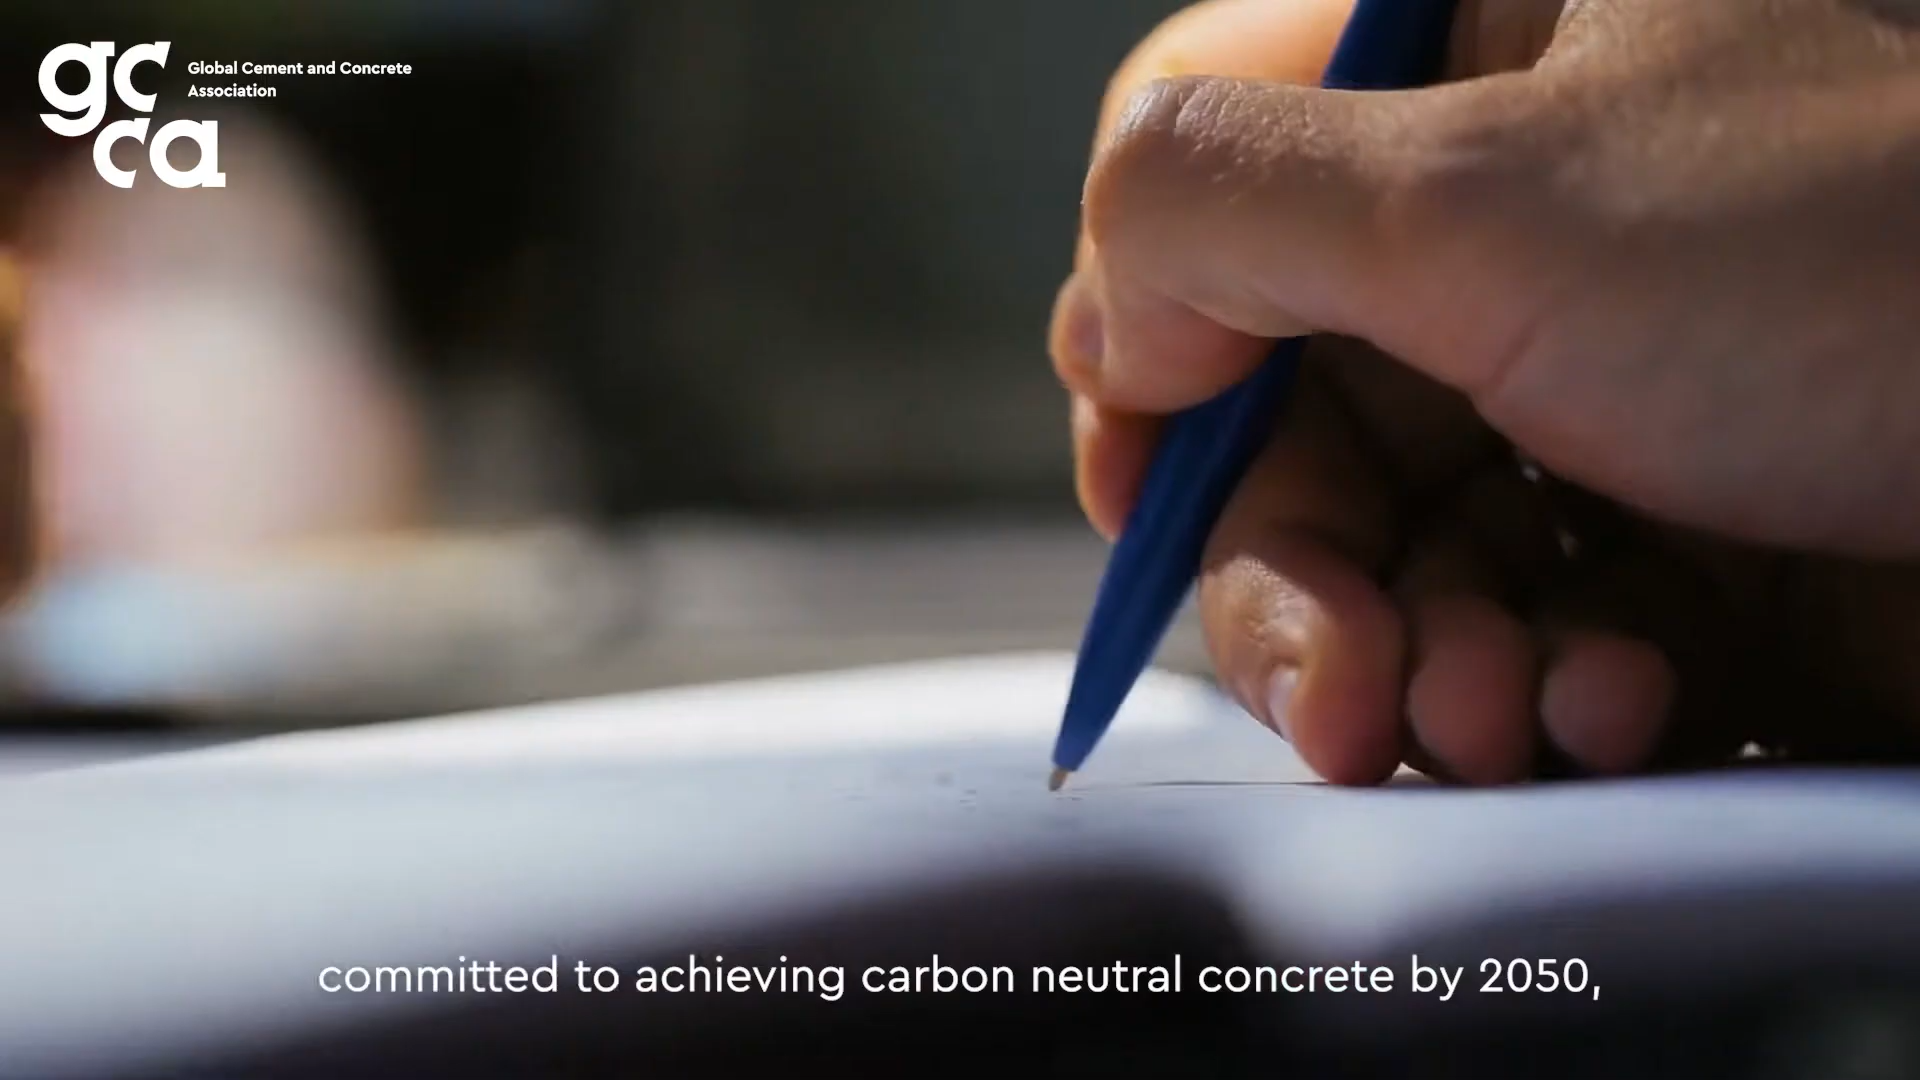 gc
ca
Global Cement and Concrete
Association
committed to achieving carbon neutral concrete by 2050,